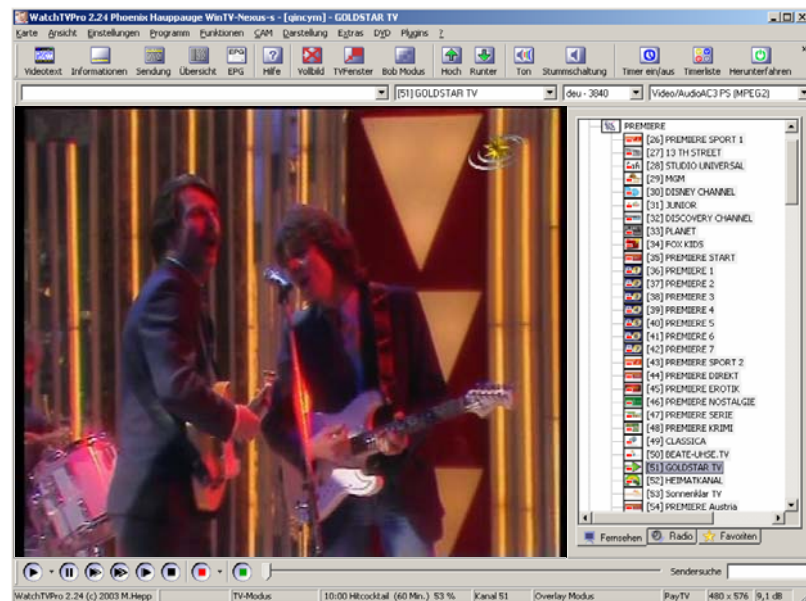 WatchTVPro 2.24 Phoenix Hauppauge WinTV-Nexus-s - [qincym] - GOLDSTAR TV
Karte Ansicht Einstellungen Programm Funktionen CAM Darstellung Extras DVD Plugins ?
EPG
Videotext Informationen Sendung Übersicht EPG Hilfe Vollbild TVFenster Bob Modus Hoch Runter Ton Stummschaltung Timer ein/aus Timerliste Herunterfahren
[51] GOLDSTAR TV deu - 3840 Video/AudioAC3 PS (MPEG2)
PREMIERE
[26] PREMIERE SPORT 1
[27] 13 TH STREET
[28] STUDIO UNIVERSAL
[29] MGM
[30] DISNEY CHANNEL
[31] JUNIOR
[32] DISCOVERY CHANNEL
[33] PLANET
[34] FOX KIDS
[35] PREMIERE START
[36] PREMIERE 1
[37] PREMIERE 2
[38] PREMIERE 3
[39] PREMIERE 4
[40] PREMIERE 5
[41] PREMIERE 6
[42] PREMIERE 7
[43] PREMIERE SPORT 2
[44] PREMIERE DIREKT
[45] PREMIERE EROTIK
[46] PREMIERE NOSTALGIE
[47] PREMIERE SERIE
[48] PREMIERE KRIMI
[49] CLASSICA
[50] BEATE-UHSE.TV
[51] GOLDSTAR TV
[52] HEIMATKANAL
[53] Sonnenklar TV
[54] PREMIERE Austria
Fernsehen Radio Favoriten
Sendersuche
WatchTVPro 2.24 (c) 2003 M.Hepp TV-Modus 10:00 Hitcocktail (60 Min.) 53 % Kanal 51 Overlay Modus PayTV 480 x 576 9,1 dB